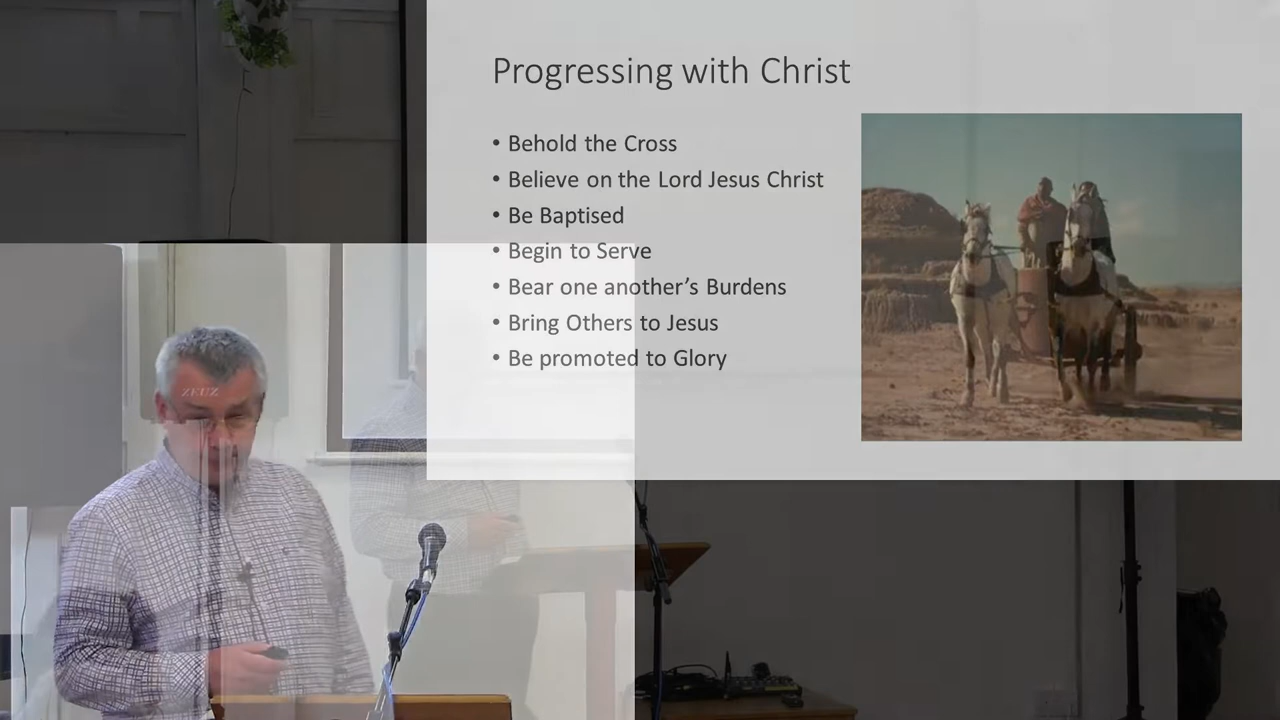 Progressing with Christ
• Behold the Cross
• Believe on the Lord Jesus Christ
• Be Baptised
• Begin to Serve
• Bear one another’s Burdens
• Bring Others to Jesus
• Be promoted to Glory